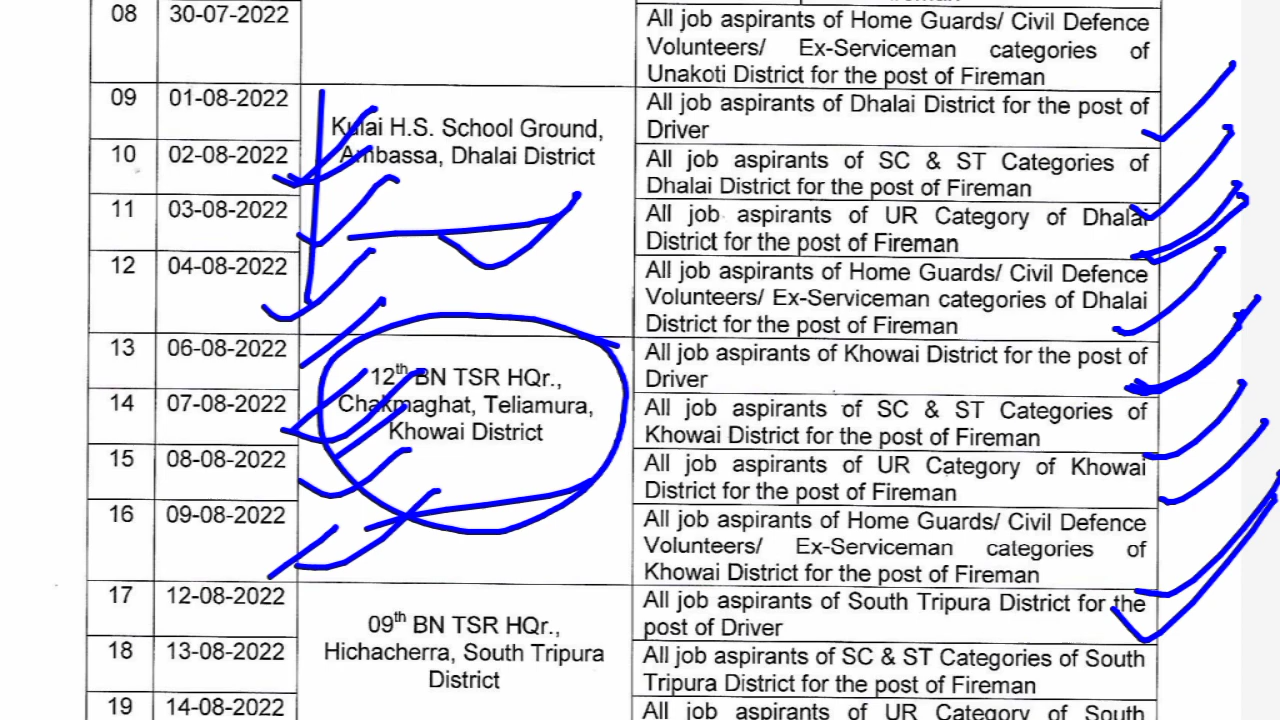 08 30-07-2022
All job aspirants of Home Guards/ Civil Defence
Volunteers/ Ex-Serviceman categories of
Unakoti District for the post of Fireman
09 01-08-2022
Kulai H.S. School Ground,
Ambassa, Dhalai District
All job aspirants of Dhalai District for the post of
Driver
10 02-08-2022
All job aspirants of SC & ST Categories of
Dhalai District for the post of Fireman
11 03-08-2022
All job aspirants of UR Category of Dhalai
District for the post of Fireman
12 04-08-2022
All job aspirants of Home Guards/ Civil Defence
Volunteers/ Ex-Serviceman categories of Dhalai
District for the post of Fireman
13 06-08-2022
12th BN TSR HQr.,
Chakmaghat, Teliamura,
Khowai District
All job aspirants of Khowai District for the post of
Driver
14 07-08-2022
All job aspirants of SC & ST Categories of
Khowai District for the post of Fireman
15 08-08-2022
All job aspirants of UR Category of Khowai
District for the post of Fireman
16 09-08-2022
All job aspirants of Home Guards/ Civil Defence
Volunteers/ Ex-Serviceman categories of
Khowai District for the post of Fireman
17 12-08-2022
09th BN TSR HQr.,
Hichacherra, South Tripura
District
All job aspirants of South Tripura District for the
post of Driver
18 13-08-2022
All job aspirants of SC & ST Categories of South
Tripura District for the post of Fireman
19 14-08-2022
All job aspirants of UR Category of South